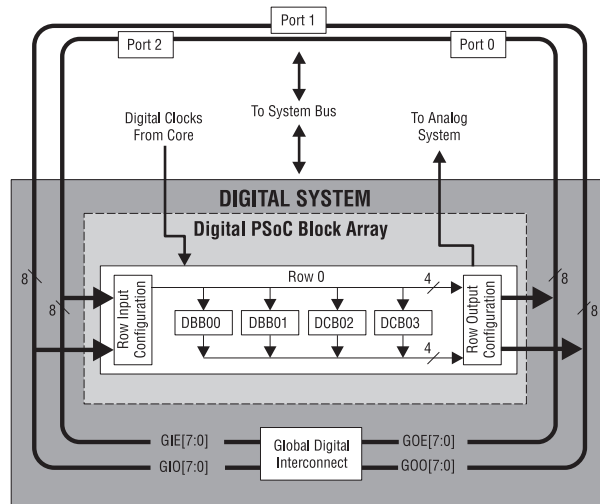 Port 1
Port 2
Port 0
Digital Clocks
From Core
To System Bus
To Analog
System
DIGITAL SYSTEM
Digital PSoC Block Array
Row 0
4
Row Input
Configuration
DBB00
DBB01
DCB02
DCB03
4
Row Output
Configuration
8
8
8
8
GIE[7:0]
GIO[7:0]
Global Digital
Interconnect
GOE[7:0]
GOO[7:0]